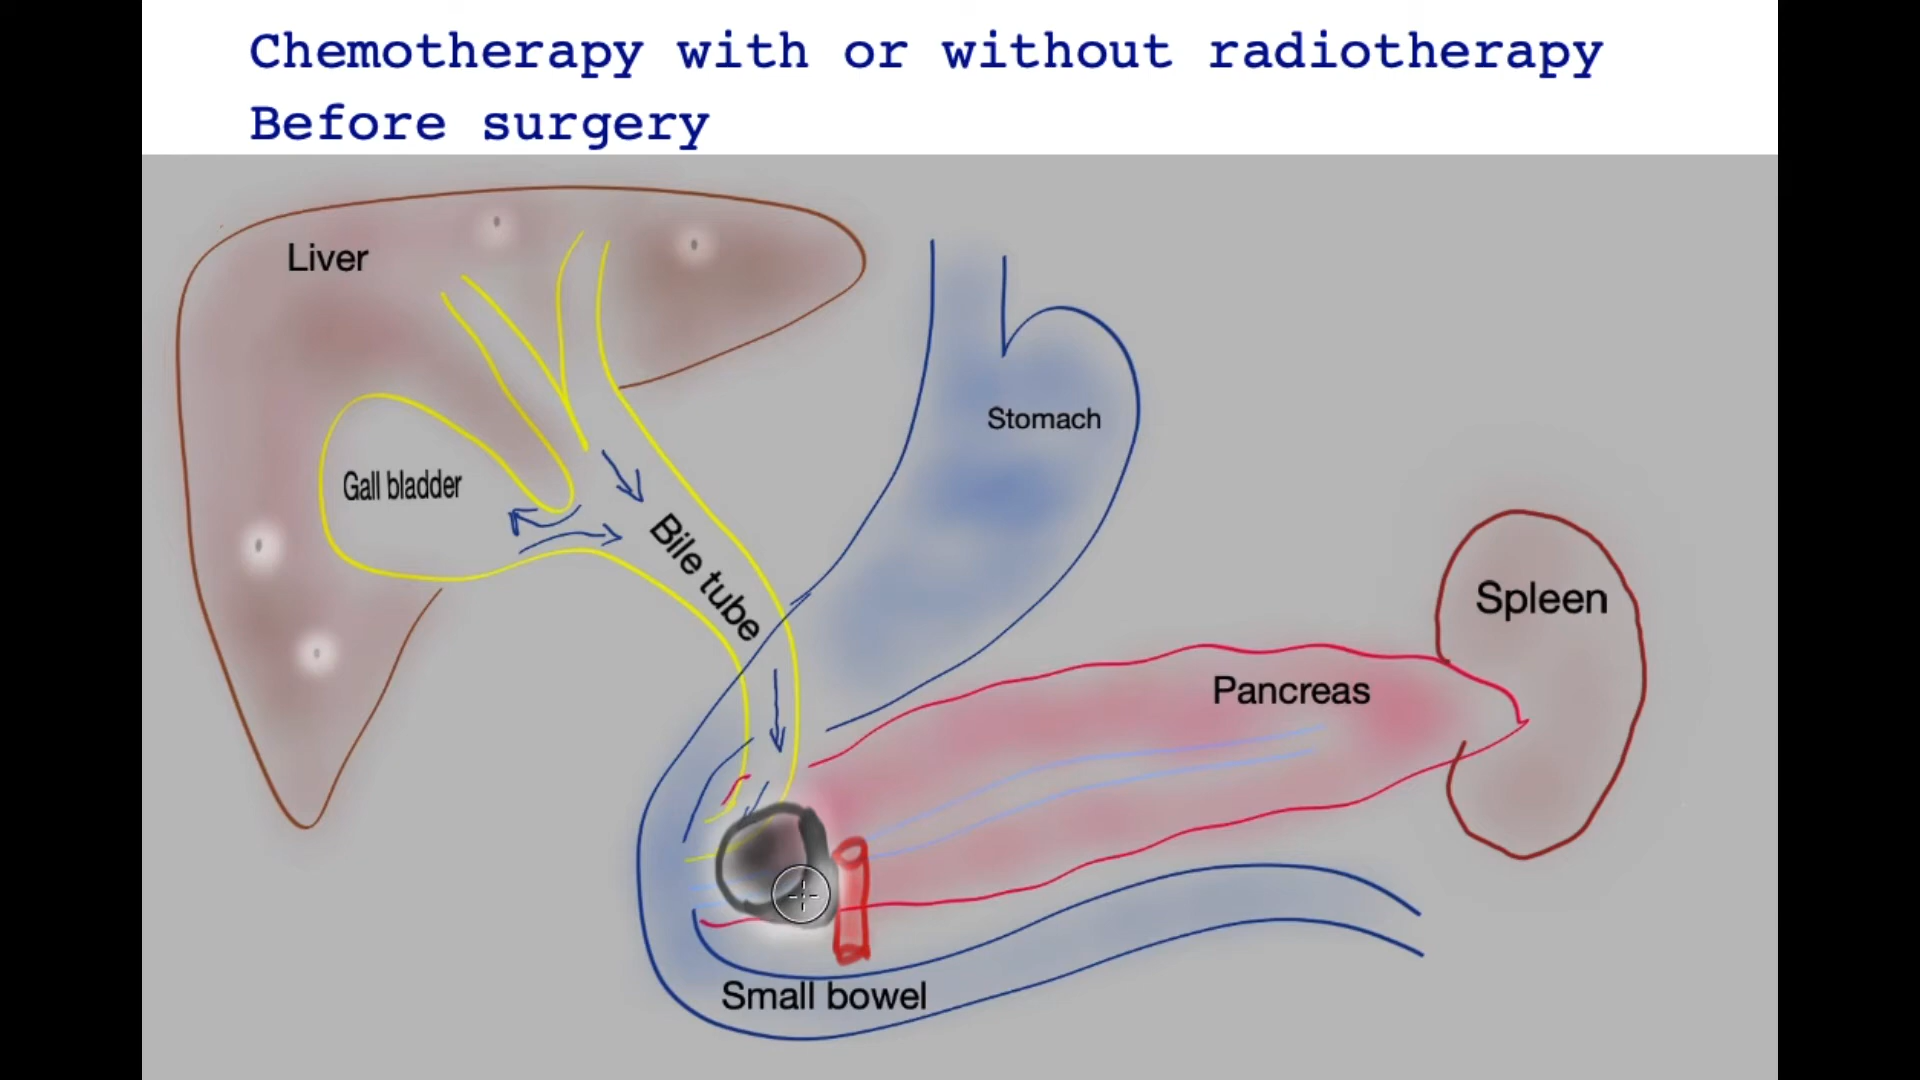 Chemotherapy with or without radiotherapy
Before surgery
Liver
Stomach
Gall bladder
Bile tube
Spleen
Pancreas
Small bowel